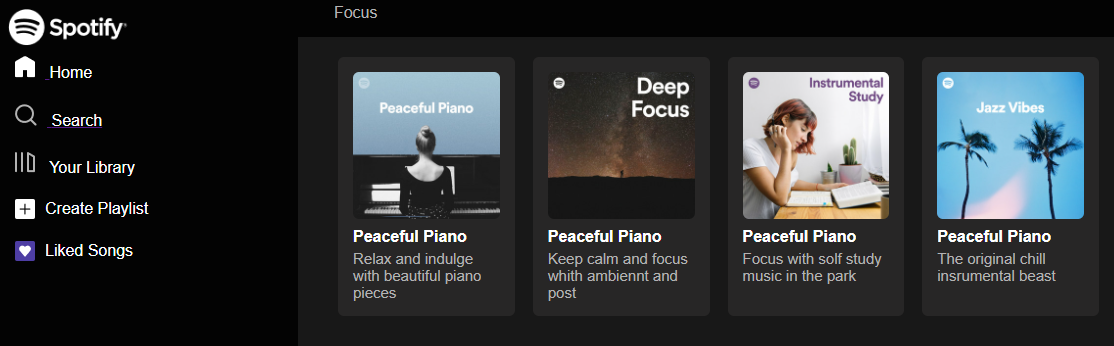 Spotify®
Home
Search
Your Library
Create Playlist
Liked Songs
Focus
Peaceful Piano
Peaceful Piano
Relax and indulge
with beautiful piano
pieces
Deep
Focus
Peaceful Piano
Keep calm and focus
whith ambiennt and
post
Instrumental
Study
Peaceful Piano
Focus with solf study
music in the park
Jazz Vibes
Peaceful Piano
The original chill
insrumental beast